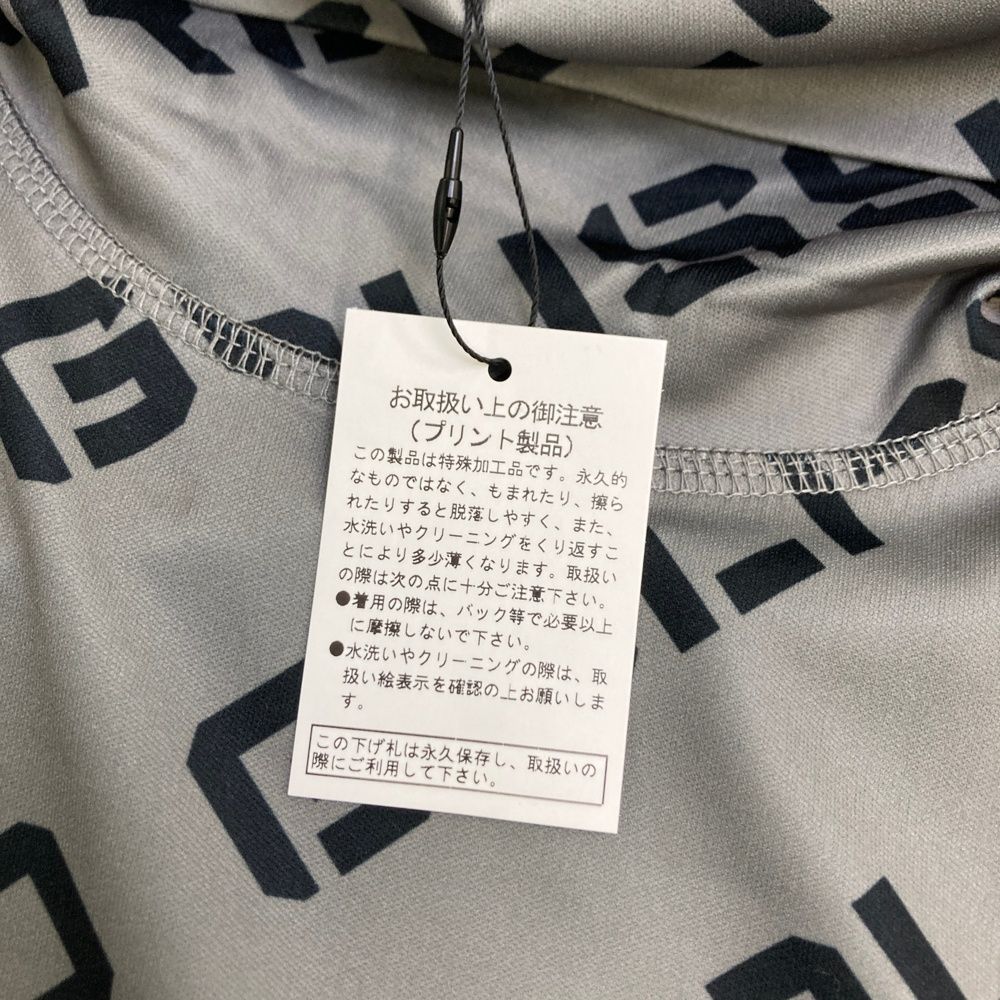 お取扱い上の御注意
(プリント製品)
この製品は特殊加工品です。永久的
なものではなく、もまれたり、擦ら
れたりすると脱落しやすく、また、
水洗いやクリーニングをくり返すこ
とにより多少薄くなります。取扱い
の際は次の点に十分ご注意下さい。
●着用の際は、バック等で必要以上
に摩擦しないで下さい。
●水洗いやクリーニングの際は、取
扱い絵表示を確認の上お願いしま
す。
この下げ札は永久保存し、取扱いの
際にご利用して下さい。